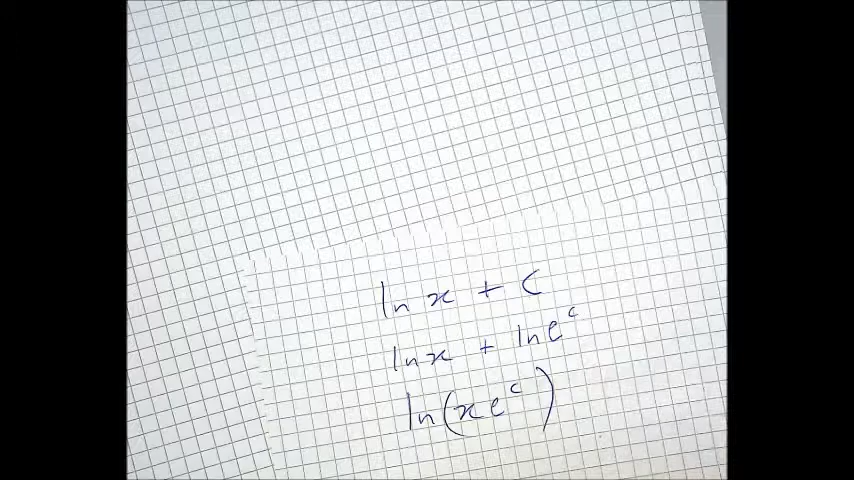 ln x + C
ln x + ln e^c
ln(x e^c)